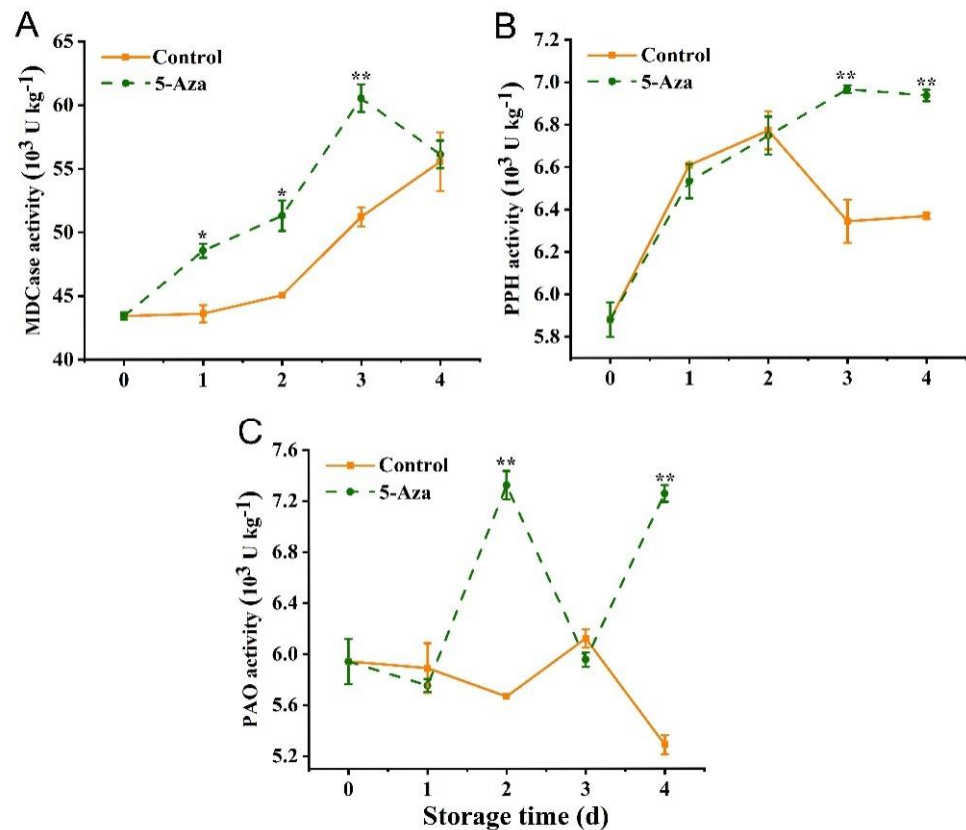 A
MDCase activity (10³ U kg⁻¹)
65
60
55
50
45
40
Control
5-Aza
*
*
**
0 1 2 3 4
B
PPH activity (10³ U kg⁻¹)
7.2
7.0
6.8
6.6
6.4
6.2
6.0
5.8
Control
5-Aza
** **
0 1 2 3 4
C
PAO activity (10³ U kg⁻¹)
7.6
7.2
6.8
6.4
6.0
5.6
5.2
Control
5-Aza
** **
0 1 2 3 4
Storage time (d)